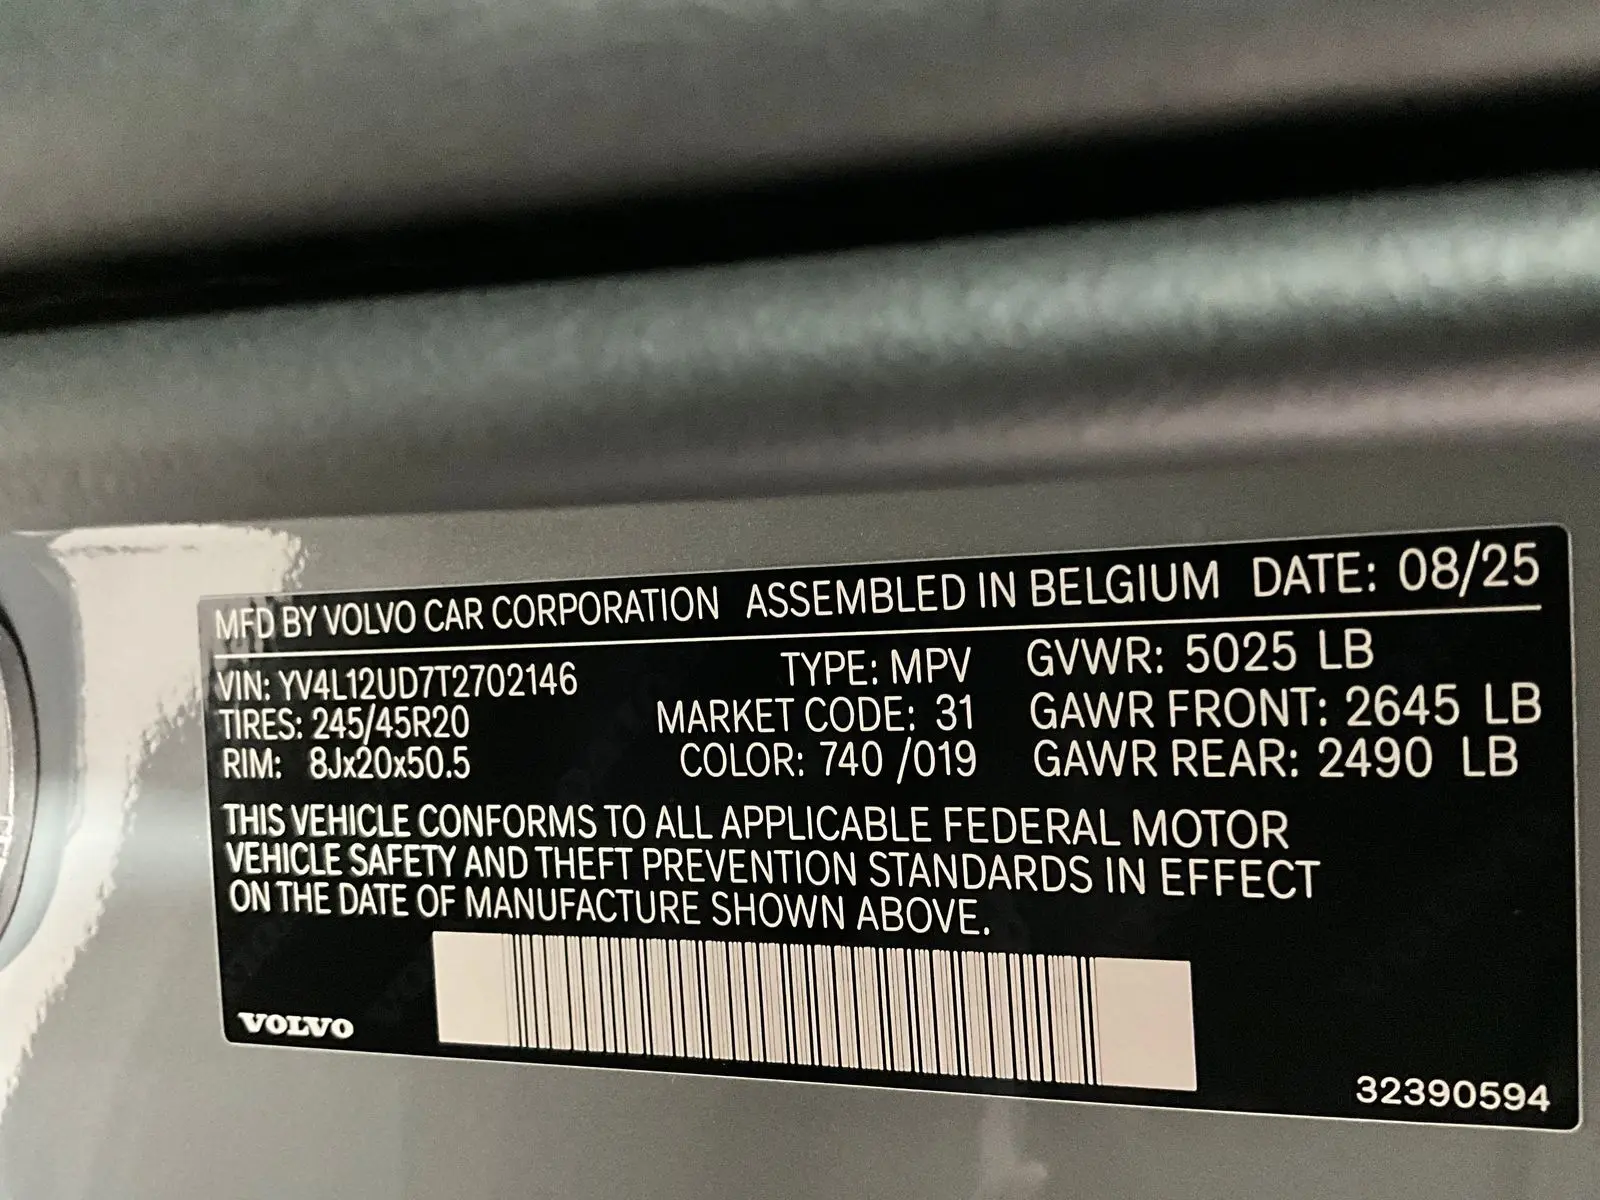 MFD BY VOLVO CAR CORPORATION ASSEMBLED IN BELGIUM DATE: 08/25
VIN: YV4L12UD7T2702146 TYPE: MPV GVWR: 5025 LB
TIRES: 245/45R20 MARKET CODE: 31 GAWR FRONT: 2645 LB
RIM: 8Jx20x50.5 COLOR: 740 /019 GAWR REAR: 2490 LB
THIS VEHICLE CONFORMS TO ALL APPLICABLE FEDERAL MOTOR
VEHICLE SAFETY AND THEFT PREVENTION STANDARDS IN EFFECT
ON THE DATE OF MANUFACTURE SHOWN ABOVE.
VOLVO
32390594